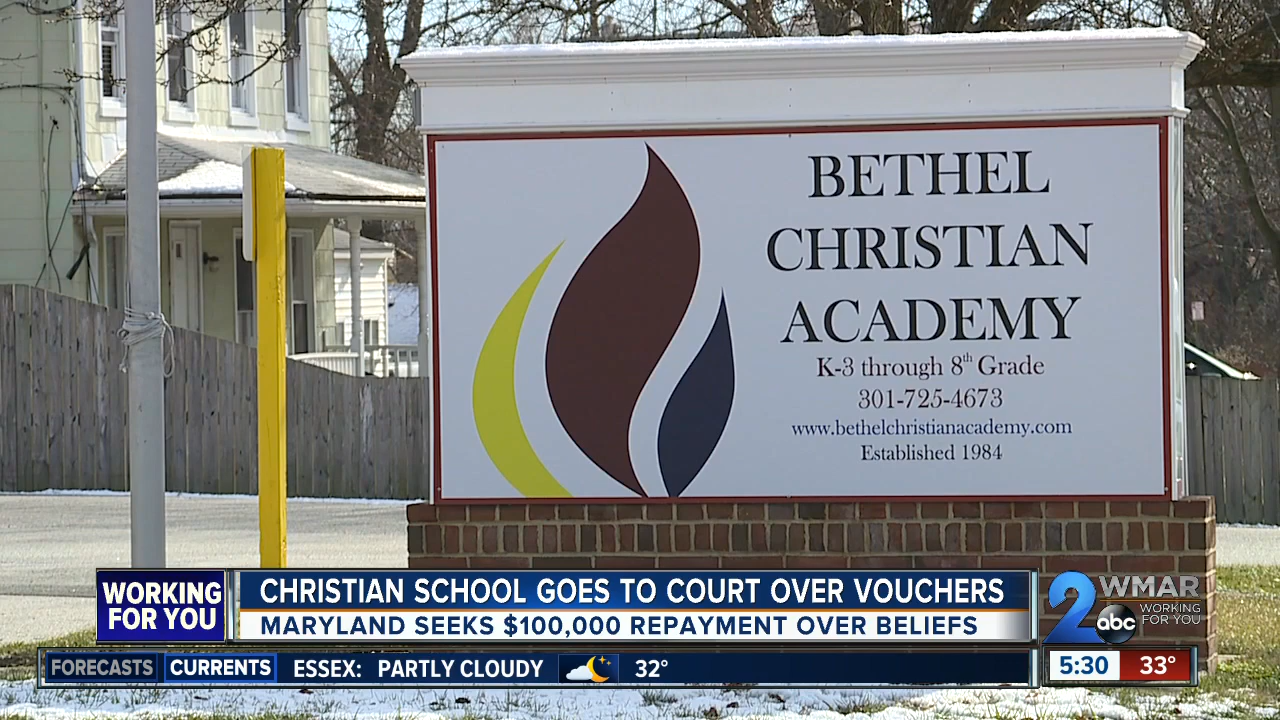 BETHEL
CHRISTIAN
ACADEMY
K-3 through 8th Grade
301-725-4673
www.bethelchristianacademy.com
Established 1984
WORKING
FOR YOU
CHRISTIAN SCHOOL GOES TO COURT OVER VOUCHERS
MARYLAND SEEKS $100,000 REPAYMENT OVER BELIEFS
2 WMAR
abc WORKING
FOR YOU
FORECASTS CURRENTS ESSEX: PARTLY CLOUDY 32°
5:30 33°